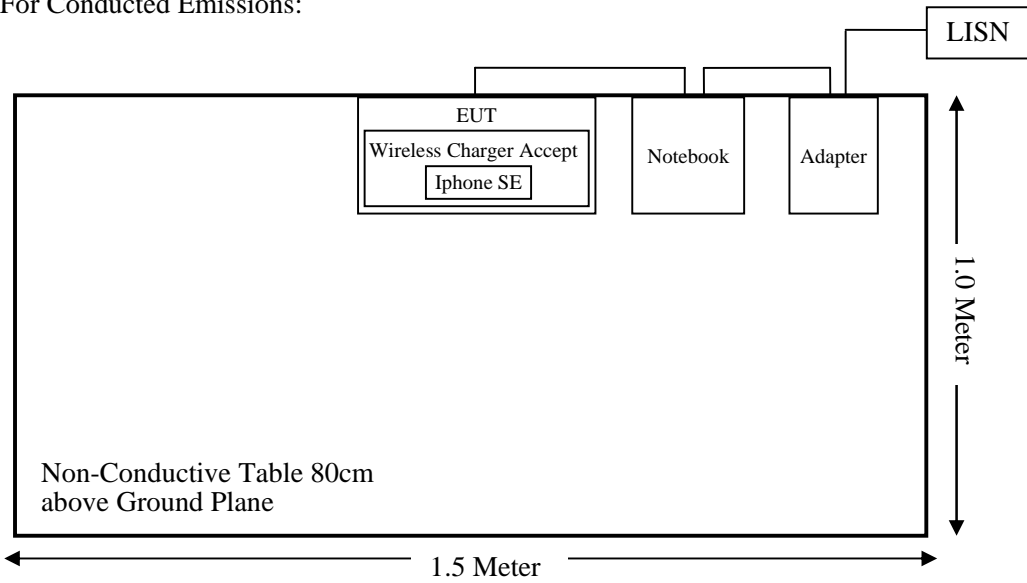 For Conducted Emissions:
LISN
EUT
Wireless Charger Accept
Iphone SE
Notebook
Adapter
1.0 Meter
Non-Conductive Table 80cm
above Ground Plane
1.5 Meter